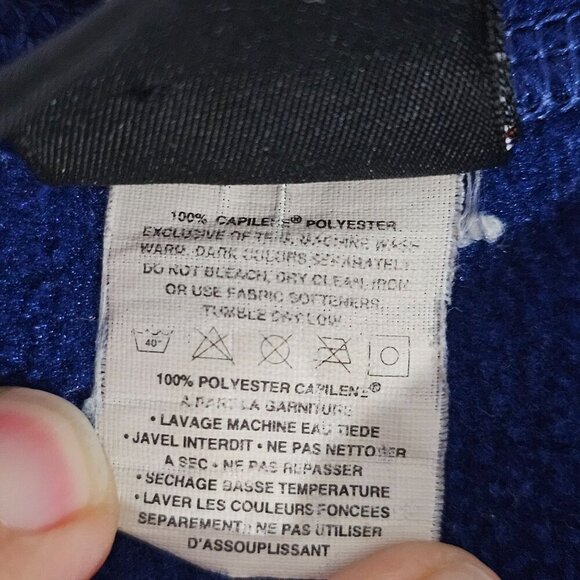 100% CAPILENE® POLYESTER
EXCLUSIVE OF TRIM. MACHINE WASH
WARM. DARK COLOURS SEPARATELY.
DO NOT BLEACH, DRY CLEAN, IRON
OR USE FABRIC SOFTENERS
TUMBLE DRY LOW
40°
100% POLYESTER CAPILENE®
A PART LA GARNITURE
• LAVAGE MACHINE EAU TIEDE
• JAVEL INTERDIT • NE PAS NETTOYER
A SEC • NE PAS REPASSER
• SECHAGE BASSE TEMPERATURE
• LAVER LES COULEURS FONCEES
SEPAREMENT • NE PAS UTILISER
D'ASSOUPLISSANT